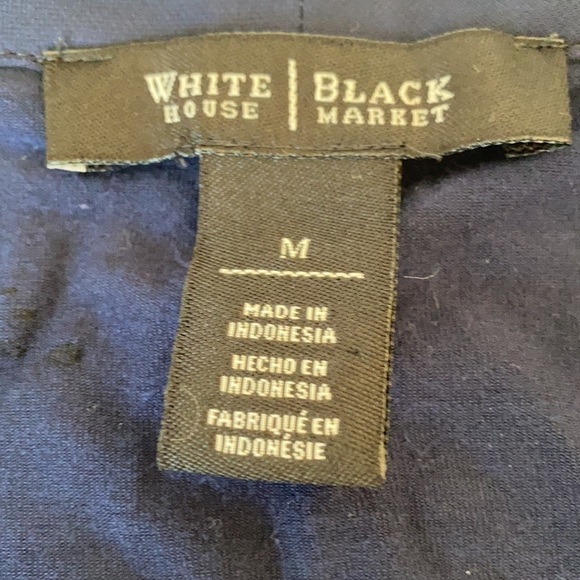 WHITE HOUSE | BLACK MARKET
M
MADE IN
INDONESIA
HECHO EN
INDONESIA
FABRIQUÉ EN
INDONÉSIE